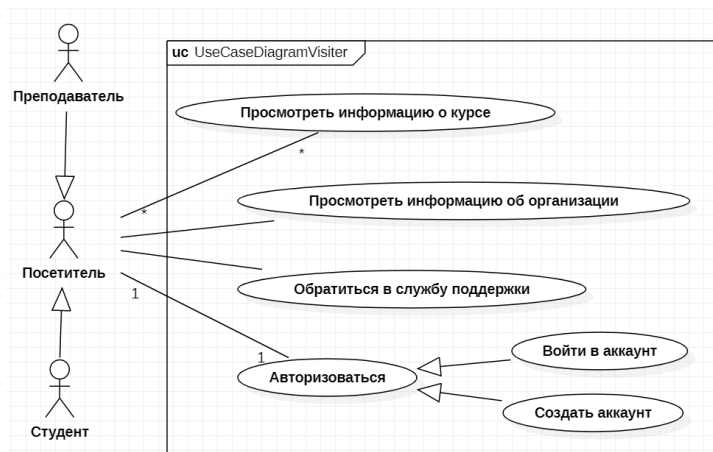 uc UseCaseDiagramVisiter
Преподаватель
Просмотреть информацию о курсе
*
*
Просмотреть информацию об организации
Посетитель
Обратиться в службу поддержки
1
1
Войти в аккаунт
Авторизоваться
Создать аккаунт
Студент